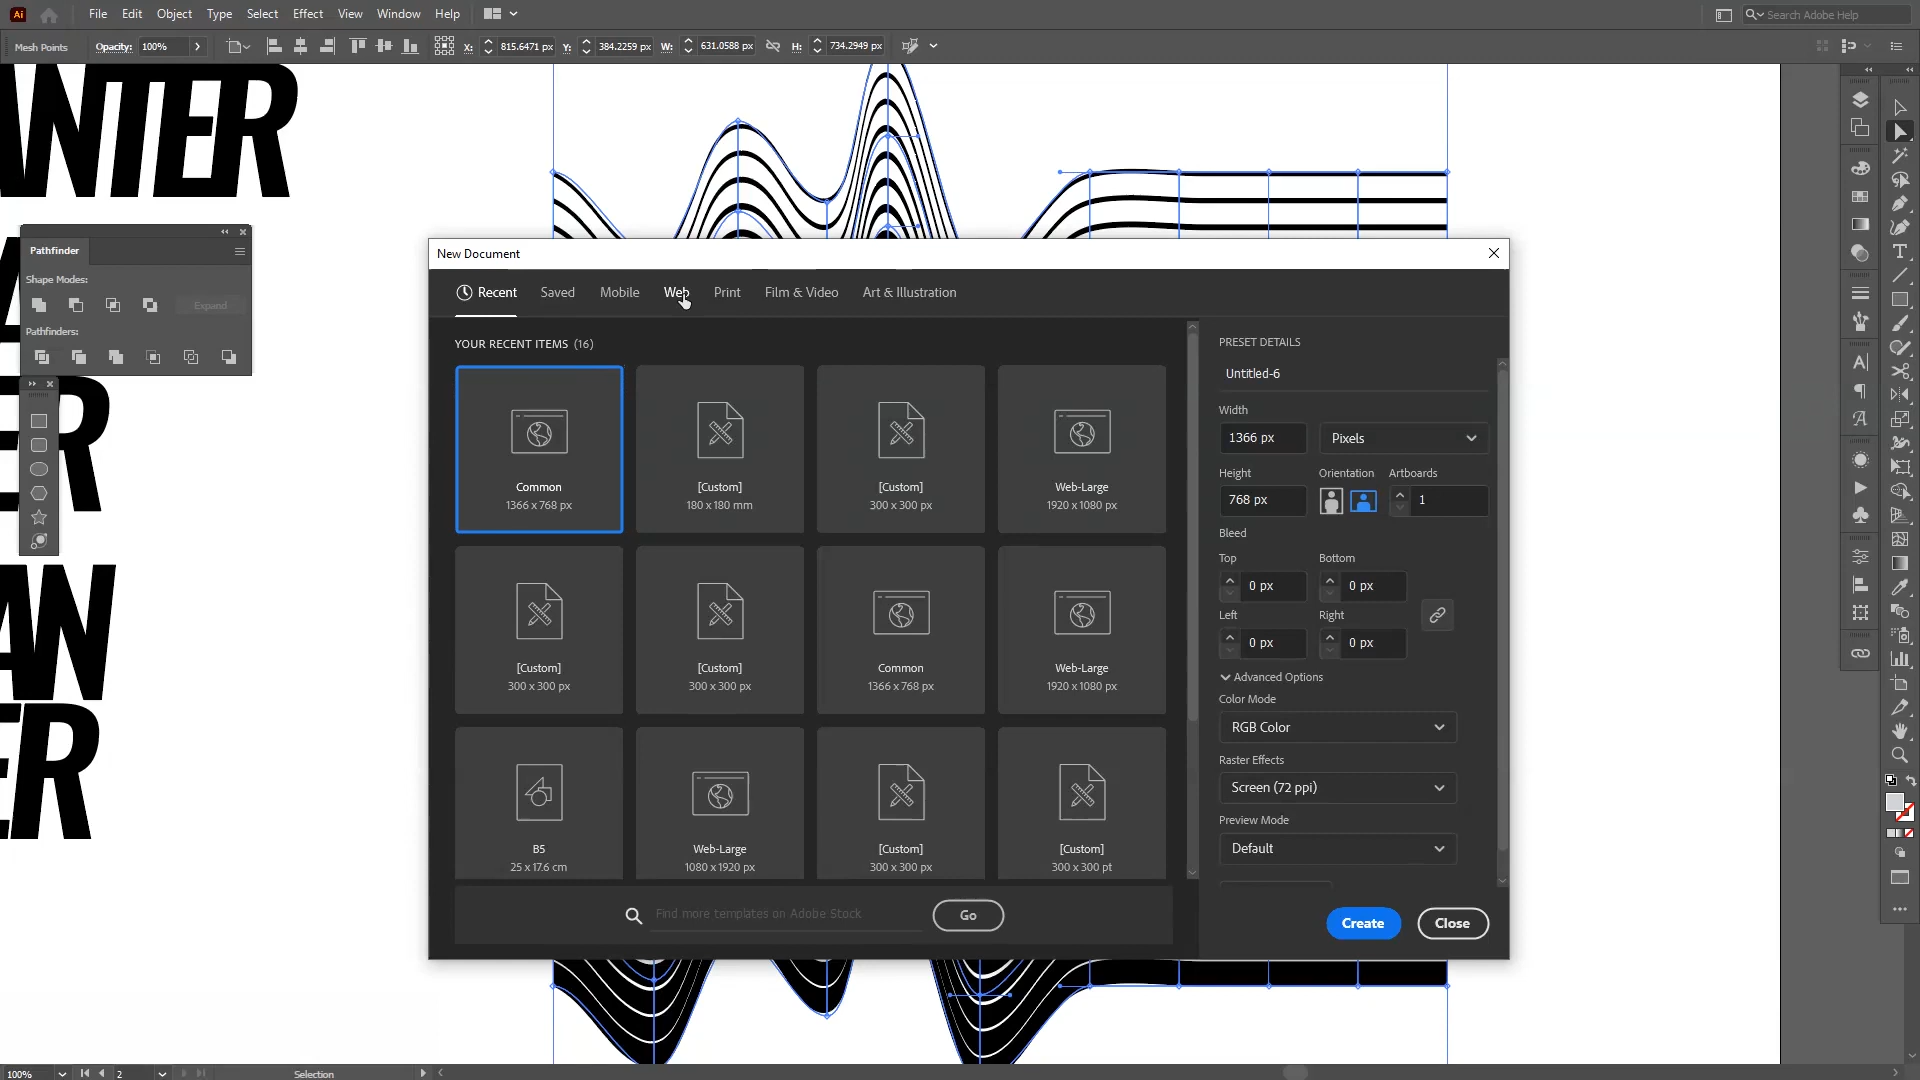 File Edit Object Type Select Effect View Window Help
Search Adobe Help
Mesh Points Opacity: 100% X: 815.6471 px Y: 384.2259 px W: 631.0588 px H: 734.2949 px
ANTER
Pathfinder
Shape Modes:
Expand
Pathfinders:
ER
AN
ER
New Document
Recent Saved Mobile Web Print Film & Video Art & Illustration
YOUR RECENT ITEMS (16)
Common
1366 x 768 px
[Custom]
180 x 180 mm
[Custom]
300 x 300 px
Web-Large
1920 x 1080 px
[Custom]
300 x 300 px
[Custom]
300 x 300 px
Common
1366 x 768 px
Web-Large
1920 x 1080 px
B5
25 x 17.6 cm
Web-Large
1080 x 1920 px
[Custom]
300 x 300 px
[Custom]
300 x 300 pt
Find more templates on Adobe Stock
Go
PRESET DETAILS
Untitled-6
Width
1366 px Pixels
Height Orientation Artboards
768 px 1
Bleed
Top Bottom
0 px 0 px
Left Right
0 px 0 px
Advanced Options
Color Mode
RGB Color
Raster Effects
Screen (72 ppi)
Preview Mode
Default
Create Close
100% 2 Selection
Ai